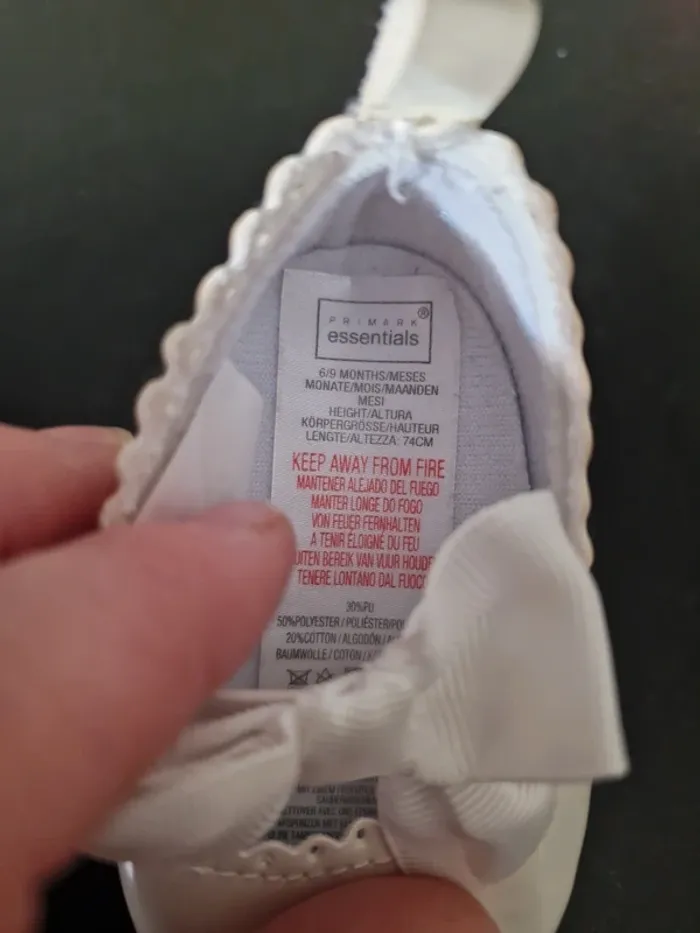 PRIMARK®
essentials
6/9 MONTHS/MESES
MONATE/MOIS/MAANDEN
MESI
HEIGHT/ALTURA
KÖRPERGRÖSSE/HAUTEUR
LENGTE/ALTEZZA: 74CM
KEEP AWAY FROM FIRE
MANTENER ALEJADO DEL FUEGO
MANTER LONGE DO FOGO
VON FEUER FERNHALTEN
A TENIR ÉLOIGNÉ DU FEU
BEREIK VAN VUUR
TENERE LONTANO DAL FUOCO
30%PU
50%POLYESTER/POLIÉSTER/
20%COTTON/ALGODÓN/
BAUMWOLLE/COTON/